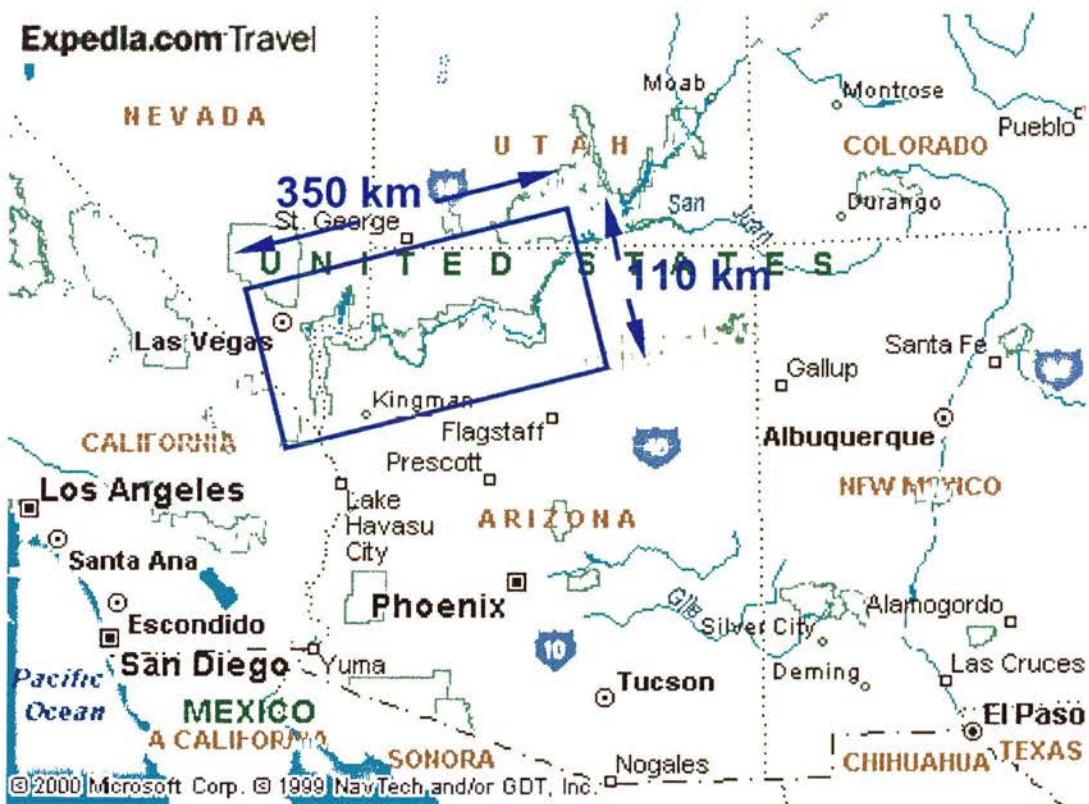 Expedia.com Travel
NEVADA
UTAH
Moab
Montrose
Pueblo
COLORADO
350 km
St. George
San Juan
Durango
UNITED STATES
110 km
Las Vegas
Santa Fe
Gallup
Kingman
Flagstaff
Albuquerque
CALIFORNIA
Prescott
Los Angeles
Lake
Havasu
City
ARIZONA
NEW MEXICO
Santa Ana
Phoenix
Gila
Alamogordo
Escondido
Silver City
10
San Diego
Yuma
Las Cruces
Pacific
Ocean
Tucson
Deming
MEXICO
El Paso
A CALIFORNIA
SONORA
Nogales
CHIHUAHUA
TEXAS
© 2000 Microsoft Corp. © 1999 NavTech and/or GDT, Inc.